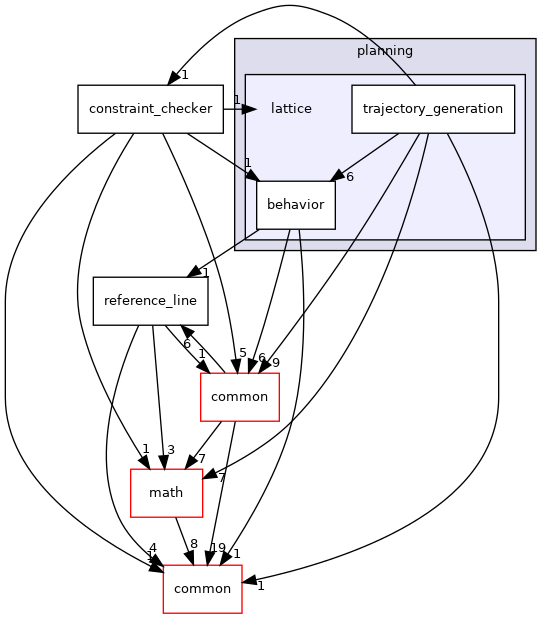 planning
1
constraint_checker
1
lattice
trajectory_generation
1
6
behavior
1
reference_line
6
1
5
6
9
common
1
3
7
7
math
4
1
8
19
1
common
1